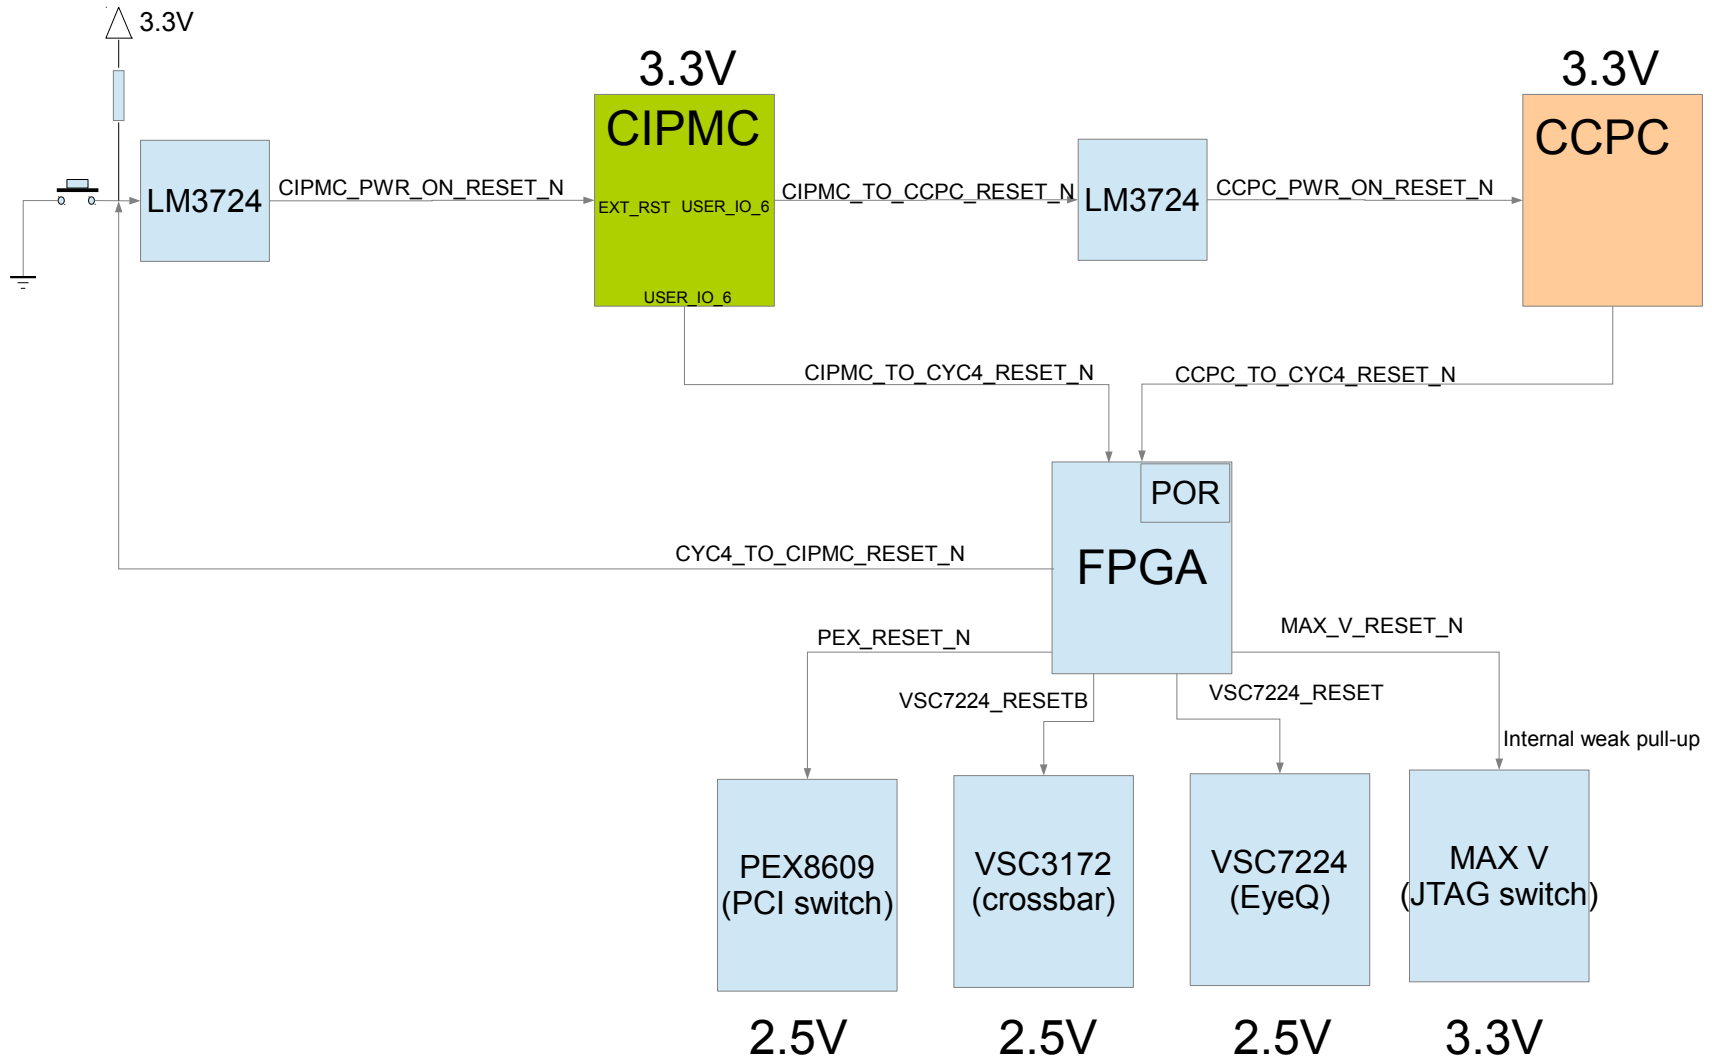 3.3V
3.3V
3.3V
CIPMC
CCPC
LM3724
CIPMC_PWR_ON_RESET_N
EXT_RST
USER_IO_6
CIPMC_TO_CCPC_RESET_N
LM3724
CCPC_PWR_ON_RESET_N
USER_IO_6
CIPMC_TO_CYC4_RESET_N
CCPC_TO_CYC4_RESET_N
POR
FPGA
CYC4_TO_CIPMC_RESET_N
PEX_RESET_N
MAX_V_RESET_N
VSC7224_RESETB
VSC7224_RESET
Internal weak pull-up
PEX8609
(PCI switch)
VSC3172
(crossbar)
VSC7224
(EyeQ)
MAX V
(JTAG switch)
2.5V
2.5V
2.5V
3.3V